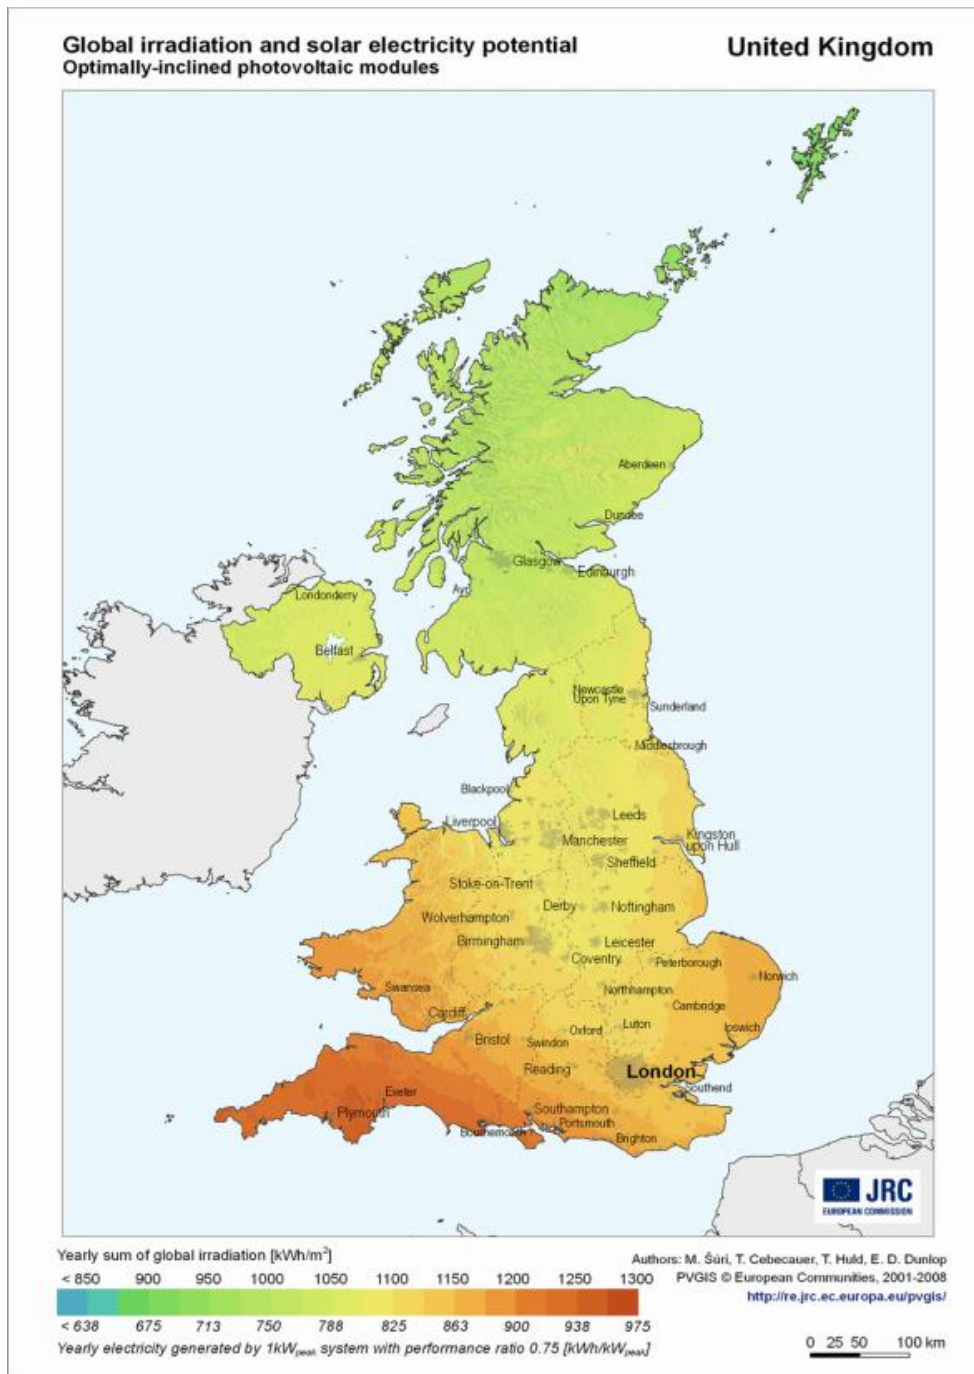 Global irradiation and solar electricity potential
Optimally-inclined photovoltaic modules
United Kingdom
Aberdeen
Dundee
Glasgow
Edinburgh
Ayr
Londonderry
Belfast
Newcastle
Upon Tyne
Sunderland
Middlesbrough
Blackpool
Leeds
Liverpool
Manchester
Kingston
upon Hull
Sheffield
Stoke-on-Trent
Derby
Nottingham
Wolverhampton
Birmingham
Leicester
Coventry
Peterborough
Norwich
Swansea
Northhampton
Cambridge
Cardiff
Ipswich
Bristol
Swindon
Oxford
Luton
Reading
London
Southend
Exeter
Plymouth
Southampton
Portsmouth
Bournemouth
Brighton
JRC
EUROPEAN COMMISSION
Yearly sum of global irradiation [kWh/m²]
< 850 900 950 1000 1050 1100 1150 1200 1250 1300
< 638 675 713 750 788 825 863 900 938 975
Yearly electricity generated by 1kWpeak system with performance ratio 0.75 [kWh/kWpeak]
Authors: M. Šúri, T. Cebecauer, T. Huld, E. D. Dunlop
PVGIS © European Communities, 2001-2008
http://re.jrc.ec.europa.eu/pvgis/
0 25 50 100 km